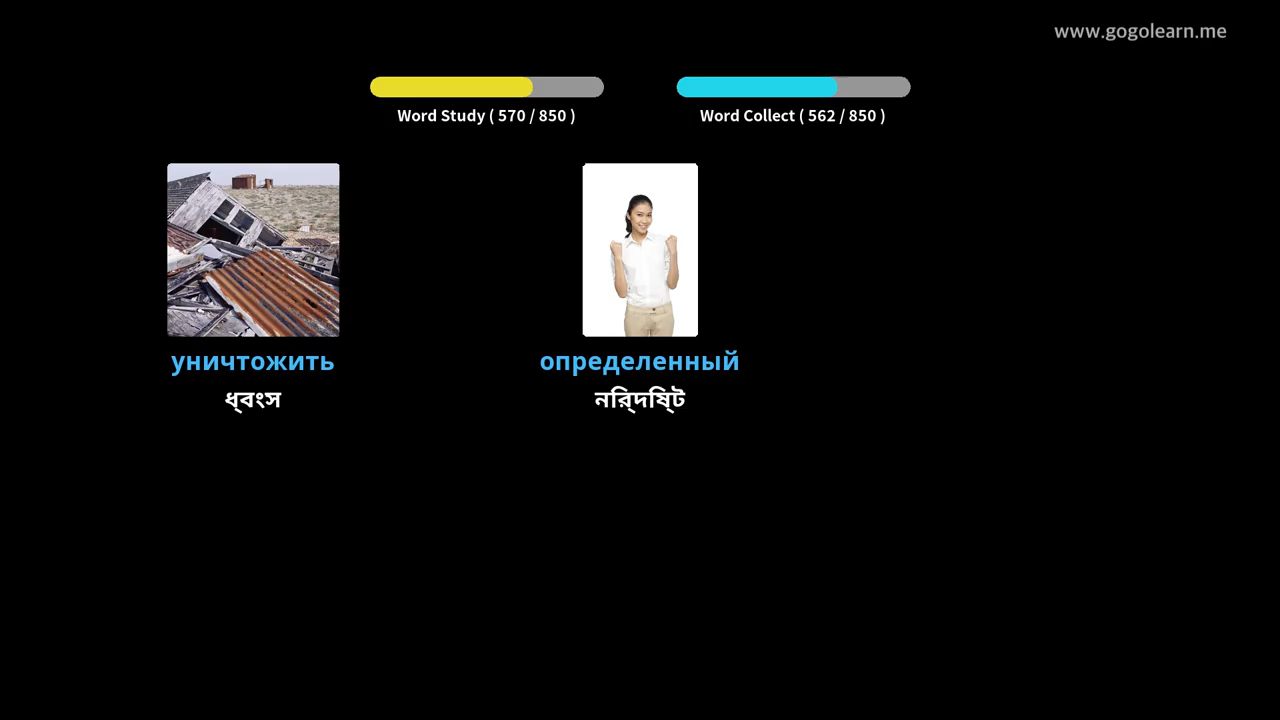 www.gogolearn.me
Word Study ( 570 / 850 )
Word Collect ( 562 / 850 )
уничтожить
определенный
ধ্বংস
নির্দিষ্ট